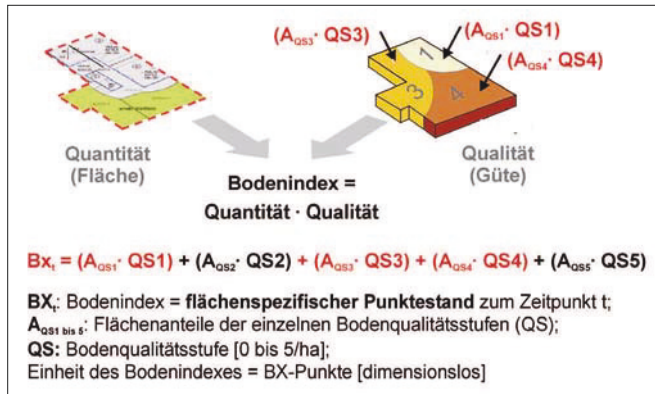 (A_QS3· QS3)
(A_QS1· QS1)
(A_QS4· QS4)
1
3
4
Quantität
(Fläche)
Qualität
(Güte)
Bodenindex =
Quantität · Qualität
Bx_t = (A_QS1· QS1) + (A_QS2· QS2) + (A_QS3· QS3) + (A_QS4· QS4) + (A_QS5· QS5)
BX_t: Bodenindex = flächenspezifischer Punktestand zum Zeitpunkt t;
A_QS1 bis 5: Flächenanteile der einzelnen Bodenqualitätsstufen (QS);
QS: Bodenqualitätsstufe [0 bis 5/ha];
Einheit des Bodenindexes = BX-Punkte [dimensionslos]